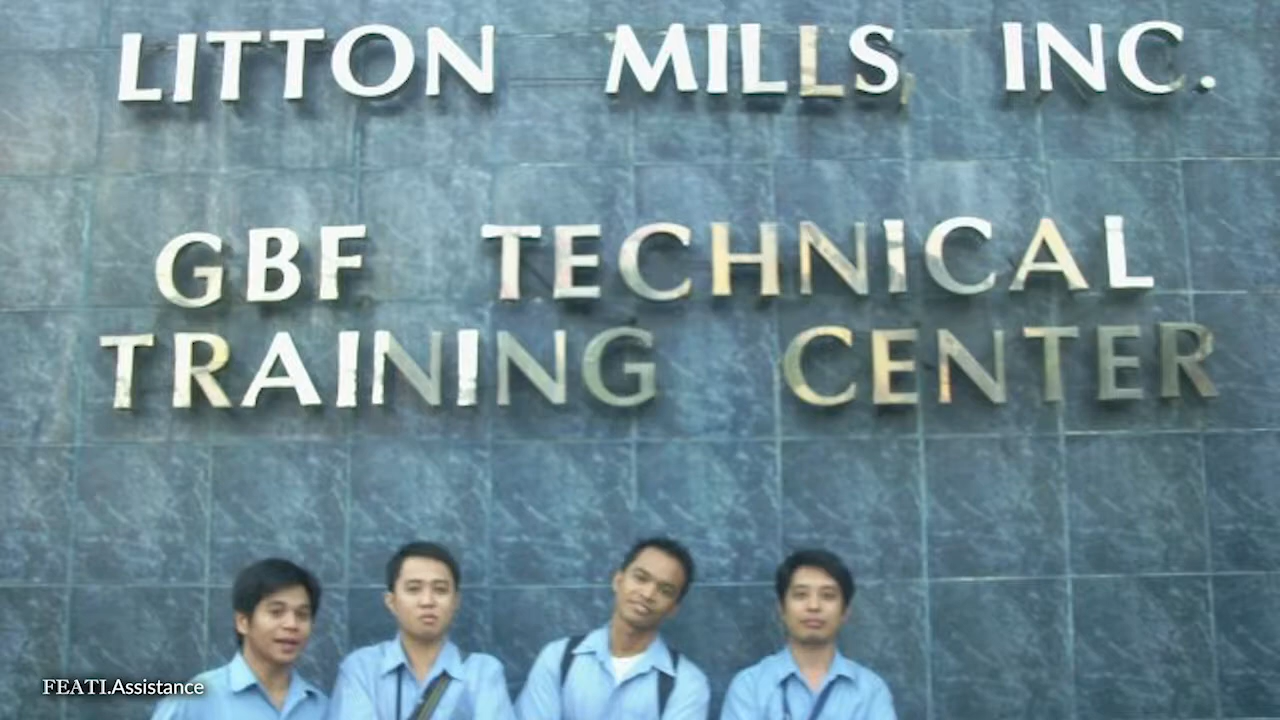 LITTON MILLS INC.
GBF TECHNICAL
TRAINING CENTER
FEATI.Assistance